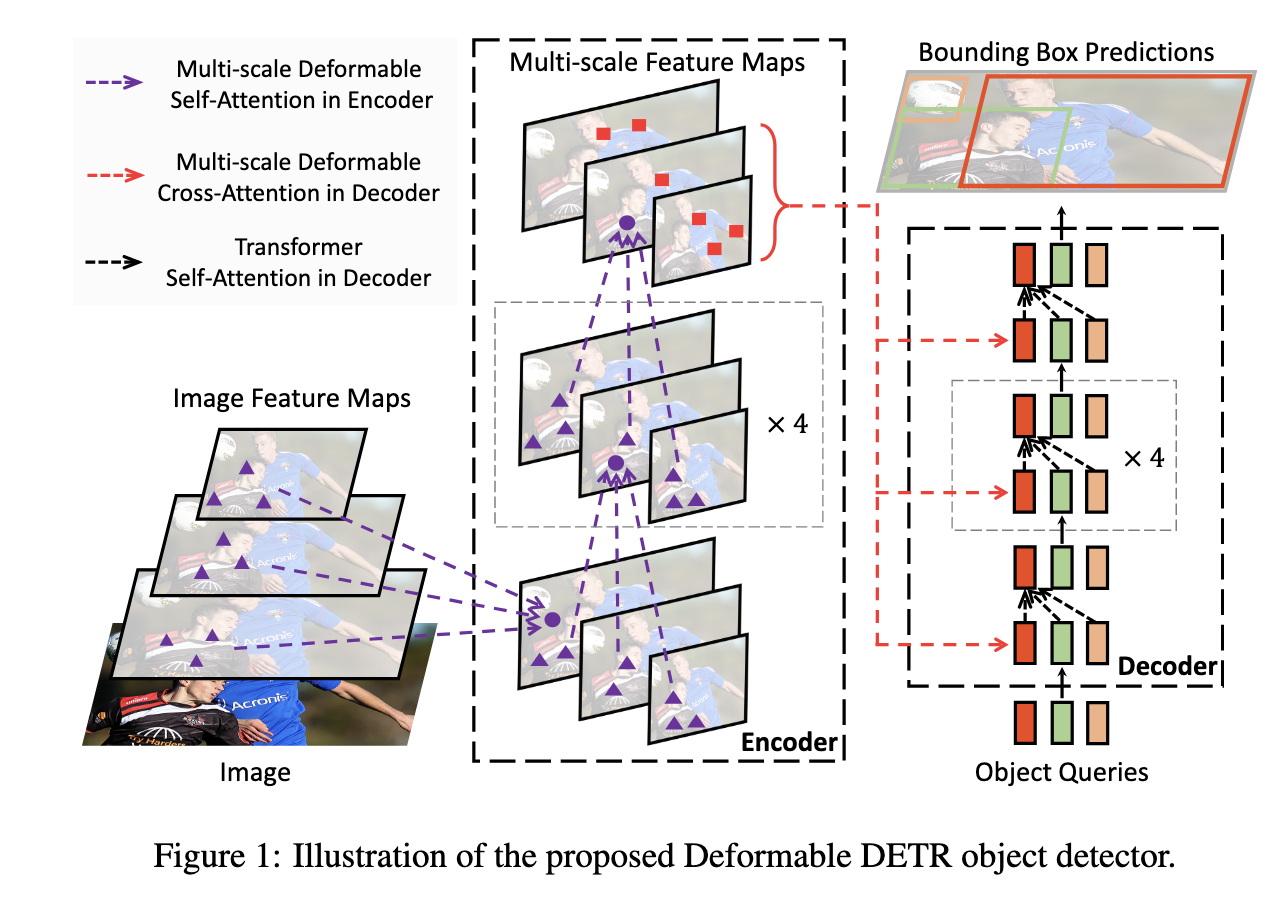 Multi-scale Deformable
Self-Attention in Encoder
Multi-scale Deformable
Cross-Attention in Decoder
Transformer
Self-Attention in Decoder
Image Feature Maps
Acronis
Acronis
Acronis
Try Harders
Image
Multi-scale Feature Maps
× 4
Encoder
Bounding Box Predictions
Acronis
× 4
Decoder
Object Queries
Figure 1: Illustration of the proposed Deformable DETR object detector.